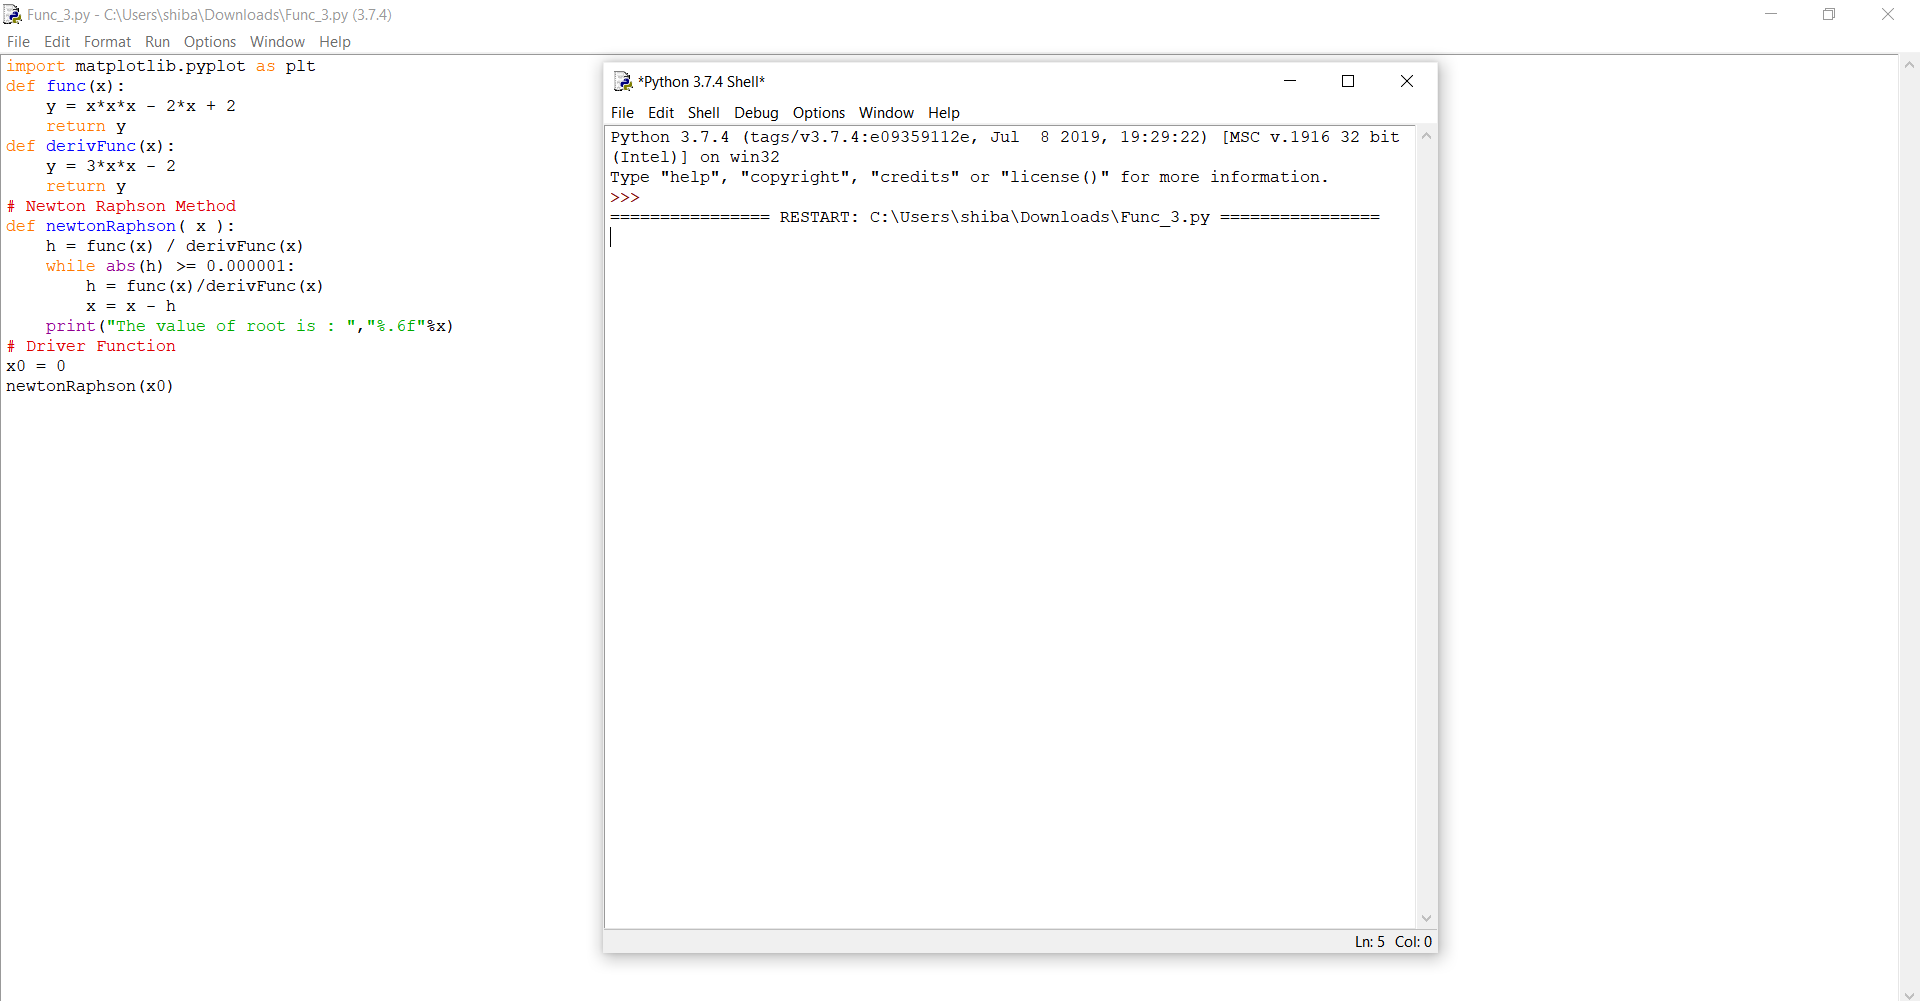 Func_3.py - C:\Users\shiba\Downloads\Func_3.py (3.7.4)
File Edit Format Run Options Window Help
import matplotlib.pyplot as plt
def func(x):
    y = x*x*x - 2*x + 2
    return y
def derivFunc(x):
    y = 3*x*x - 2
    return y
# Newton Raphson Method
def newtonRaphson( x ):
    h = func(x) / derivFunc(x)
    while abs(h) >= 0.000001:
        h = func(x)/derivFunc(x)
        x = x - h
    print("The value of root is : ","%.6f"%x)
# Driver Function
x0 = 0
newtonRaphson(x0)
*Python 3.7.4 Shell*
File Edit Shell Debug Options Window Help
Python 3.7.4 (tags/v3.7.4:e09359112e, Jul  8 2019, 19:29:22) [MSC v.1916 32 bit
(Intel)] on win32
Type "help", "copyright", "credits" or "license()" for more information.
>>>
================ RESTART: C:\Users\shiba\Downloads\Func_3.py ================
Ln: 5 Col: 0